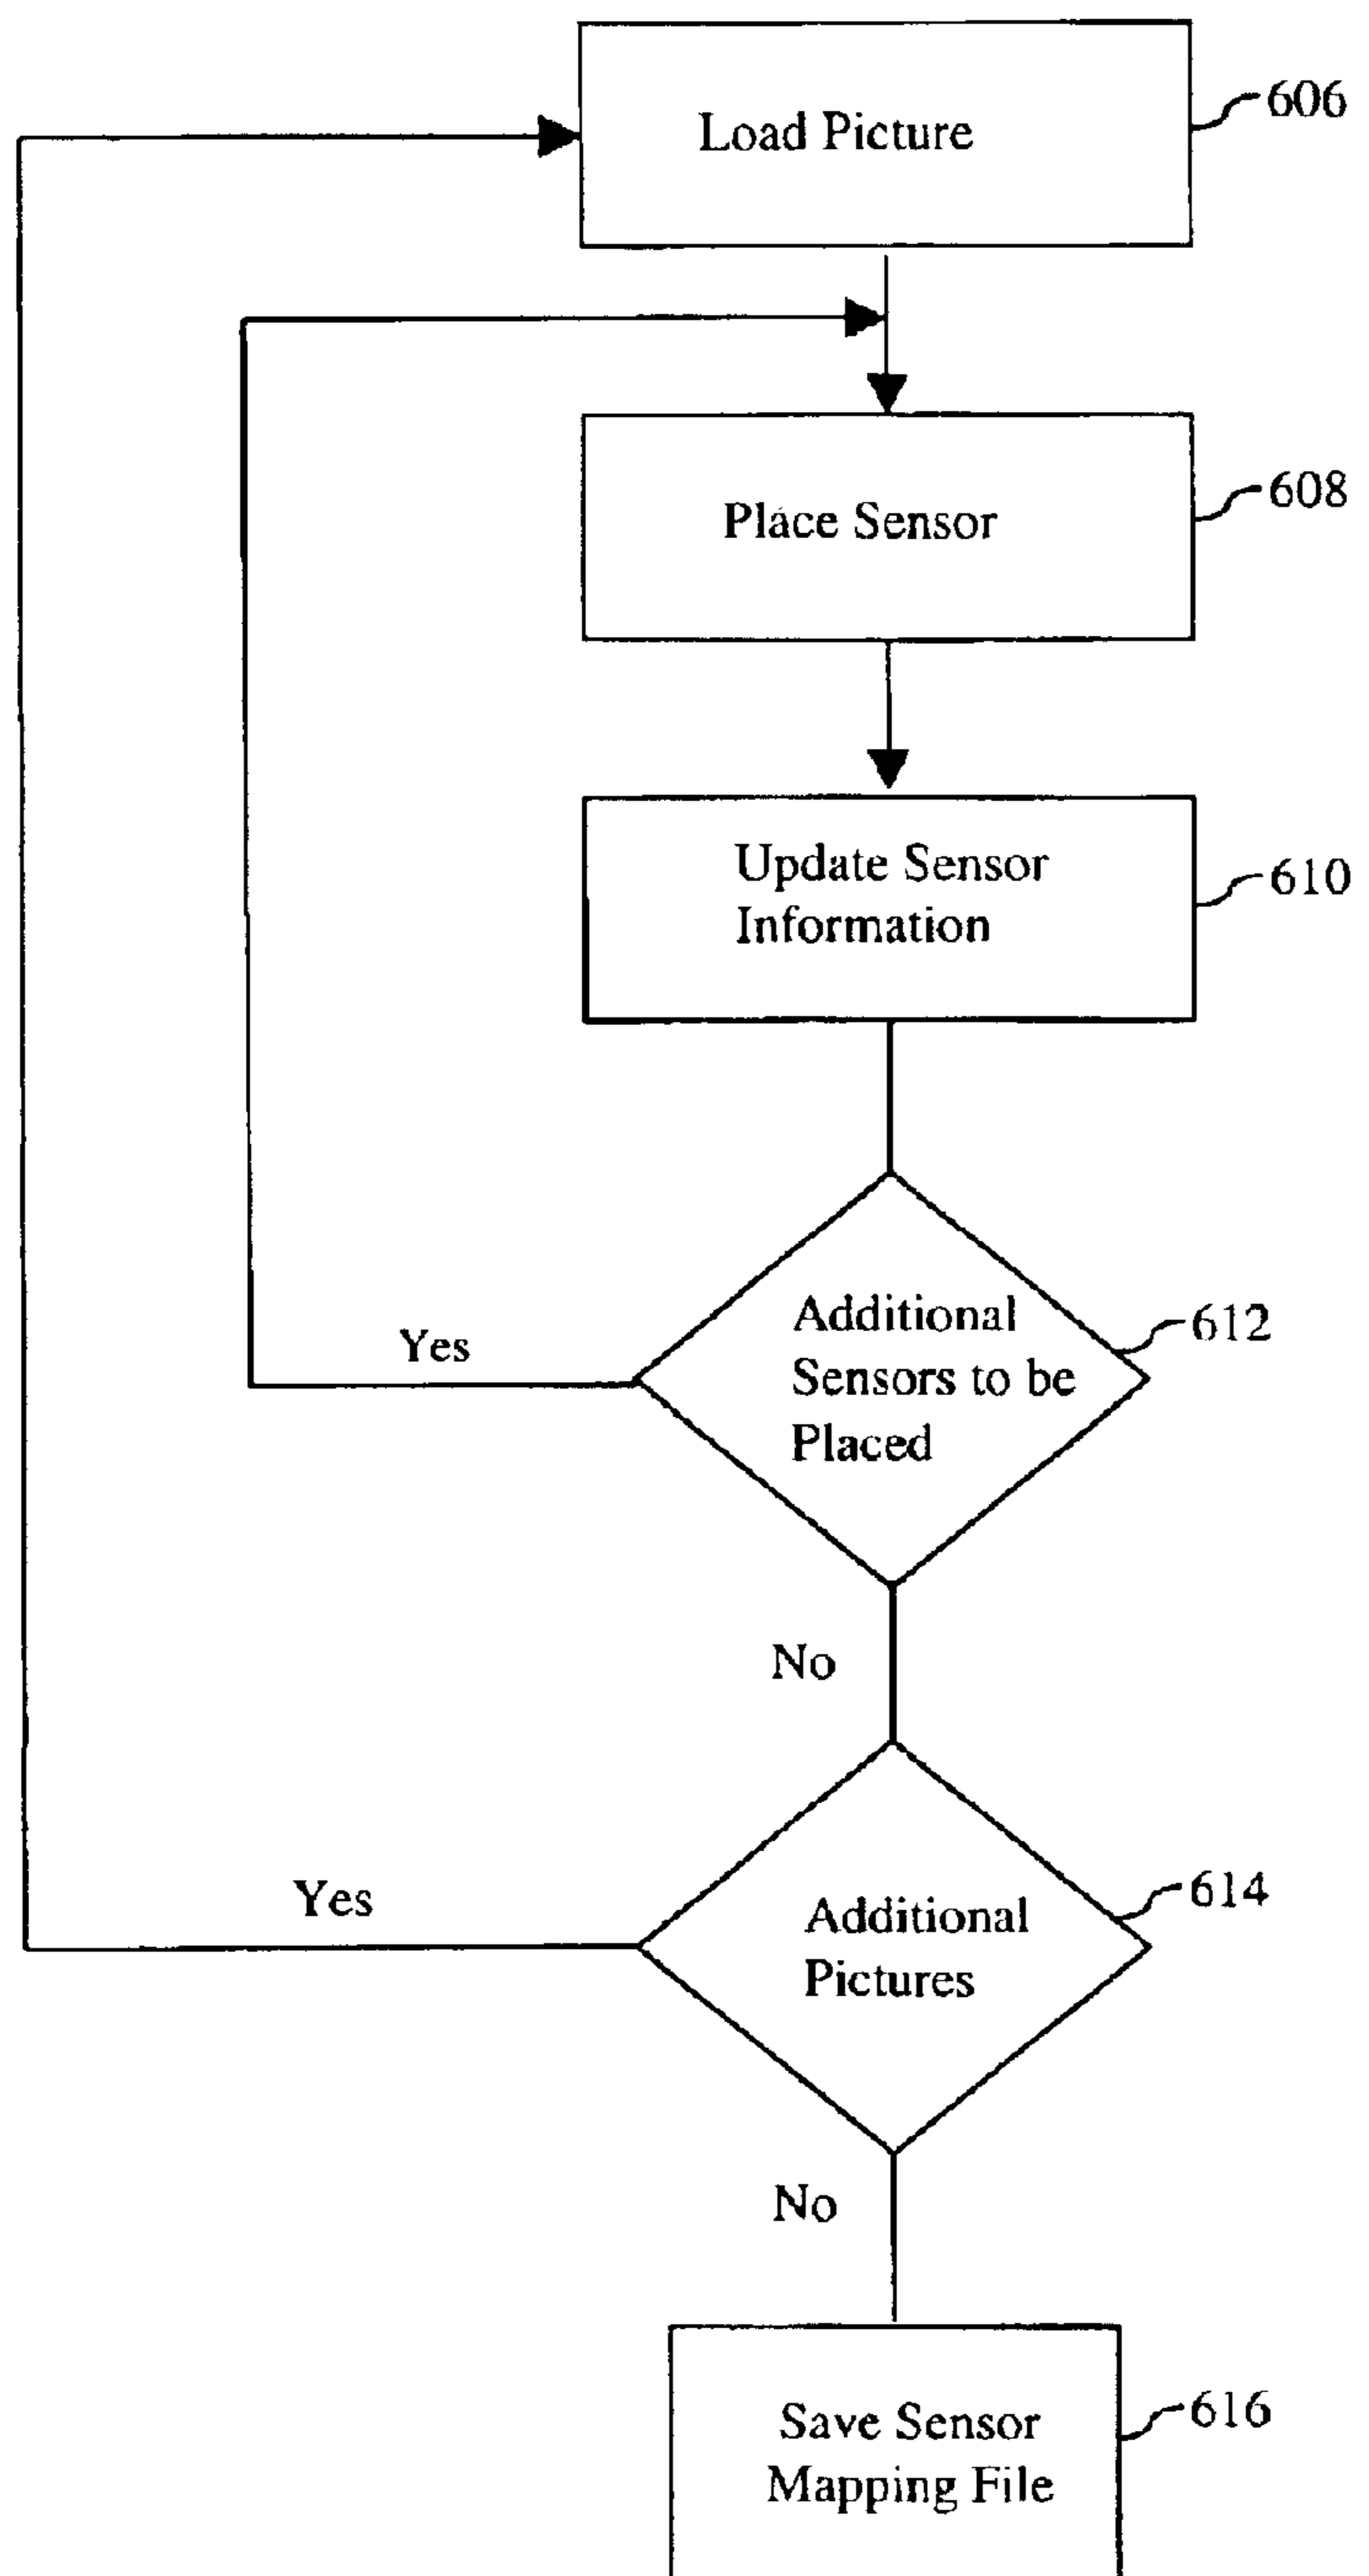 Load Picture
606
Place Sensor
608
Update Sensor
Information
610
Additional
Sensors to be
Placed
612
Yes
No
Additional
Pictures
614
Yes
No
Save Sensor
Mapping File
616